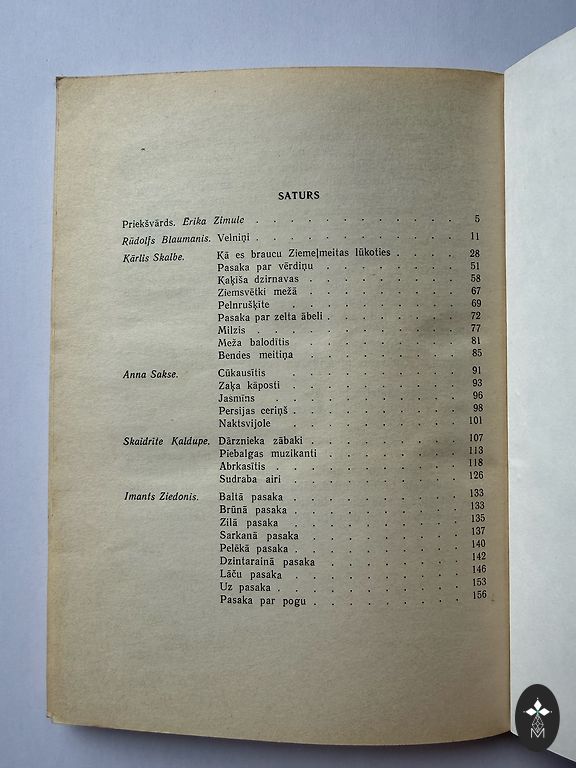 SATURS
Priekšvārds. Erika Zimule . . . . . . . . . . . . 5
Rūdolfs Blaumanis. Velniņi . . . . . . . . . . . . 11
Kārlis Skalbe. Kā es braucu Ziemeļmeitas lūkoties . . . . 28
Pasaka par vērdiņu . . . . . . . . 51
Kaķīša dzirnavas . . . . . . . . 58
Ziemsvētki mežā . . . . . . . . 67
Pelnrušķīte . . . . . . . . 69
Pasaka par zelta ābeli . . . . . . . . 72
Milzis . . . . . . . . 77
Meža balodītis . . . . . . . . 81
Bendes meitiņa . . . . . . . . 85
Anna Sakse. Cūkausītis . . . . . . . . 91
Zaķa kāposti . . . . . . . . 93
Jasmīns . . . . . . . . 96
Persijas ceriņš . . . . . . . . 98
Naktsvijole . . . . . . . . 101
Skaidrīte Kaldupe. Dārznieka zābaki . . . . . . . . 107
Piebalgas muzikanti . . . . . . . . 113
Abrkasītis . . . . . . . . 118
Sudraba airi . . . . . . . . 126
Imants Ziedonis. Baltā pasaka . . . . . . . . 133
Brūnā pasaka . . . . . . . . 133
Zilā pasaka . . . . . . . . 135
Sarkanā pasaka . . . . . . . . 137
Pelēkā pasaka . . . . . . . . 140
Dzintarainā pasaka . . . . . . . . 142
Lāču pasaka . . . . . . . . 146
Uz pasaka . . . . . . . . 153
Pasaka par pogu . . . . . . . . 156
M